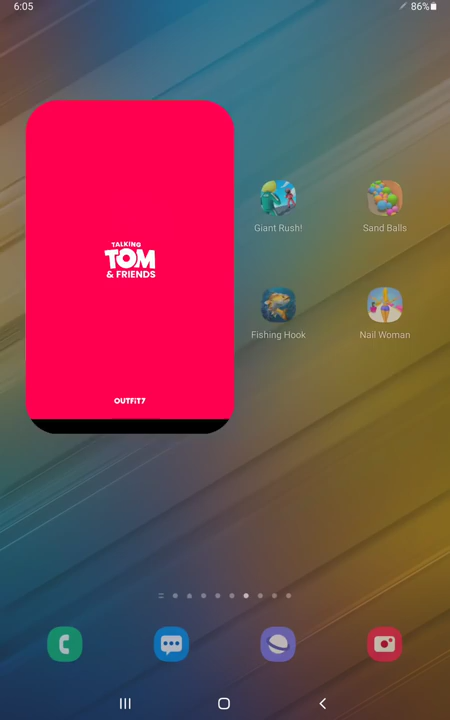 6:05
86%
TALKING
TOM
& FRIENDS
OUTFIT7
Giant Rush!
Sand Balls
Fishing Hook
Nail Woman